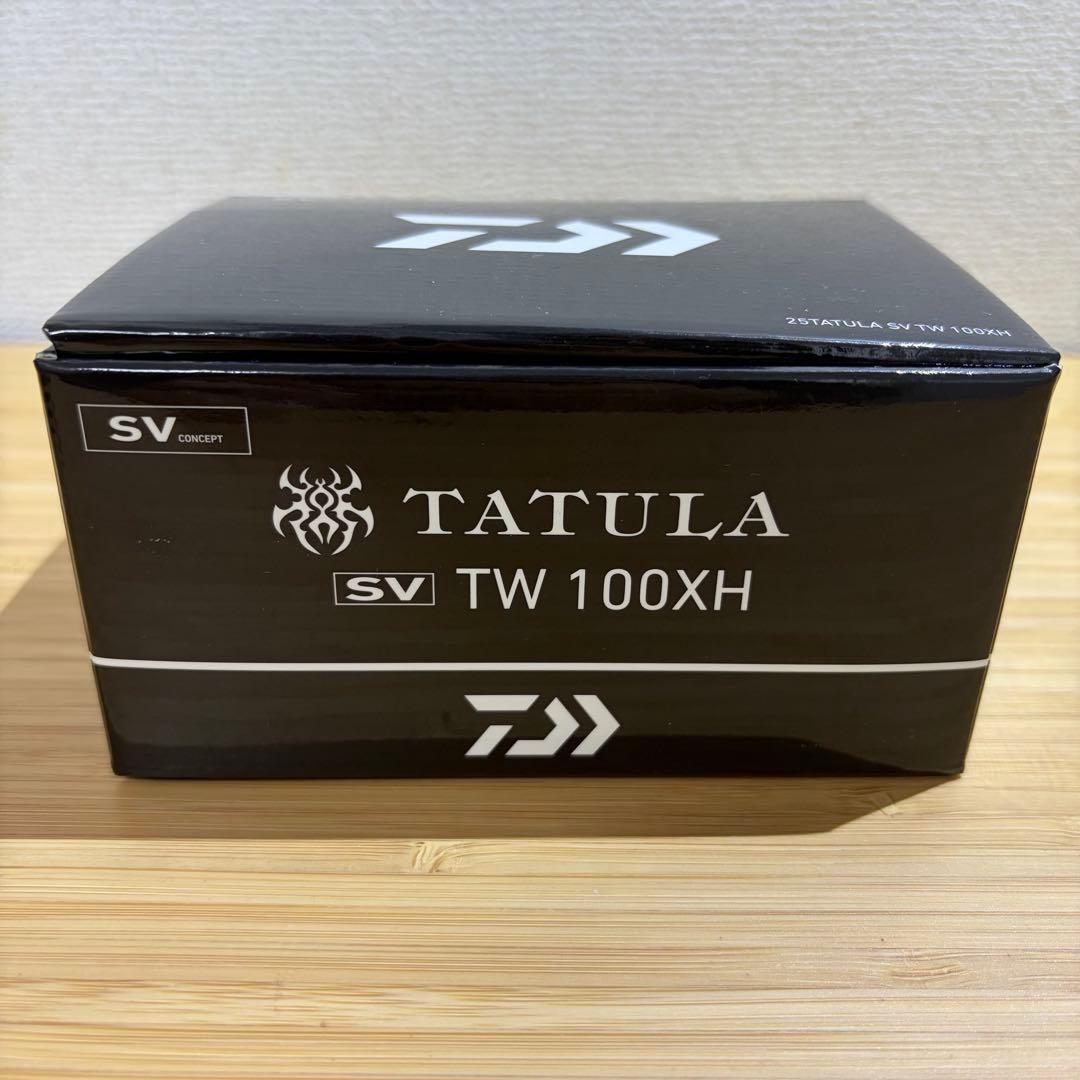 25TATULA SV TW 100XH
SV CONCEPT
TATULA
SV TW 100XH